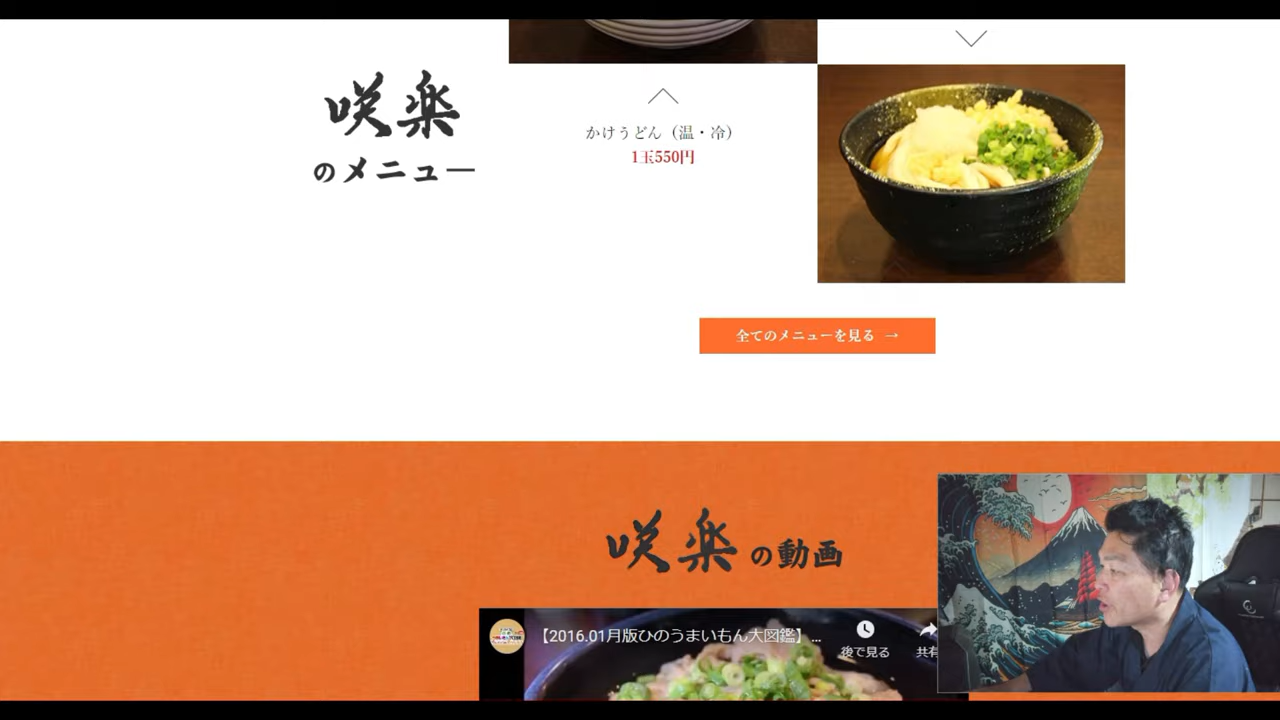 咲楽
のメニュー
かけうどん（温・冷）
1玉550円
全てのメニューを見る →
咲楽の動画
【2016.01月版ひのうまいもん大図鑑】...
後で見る
共有